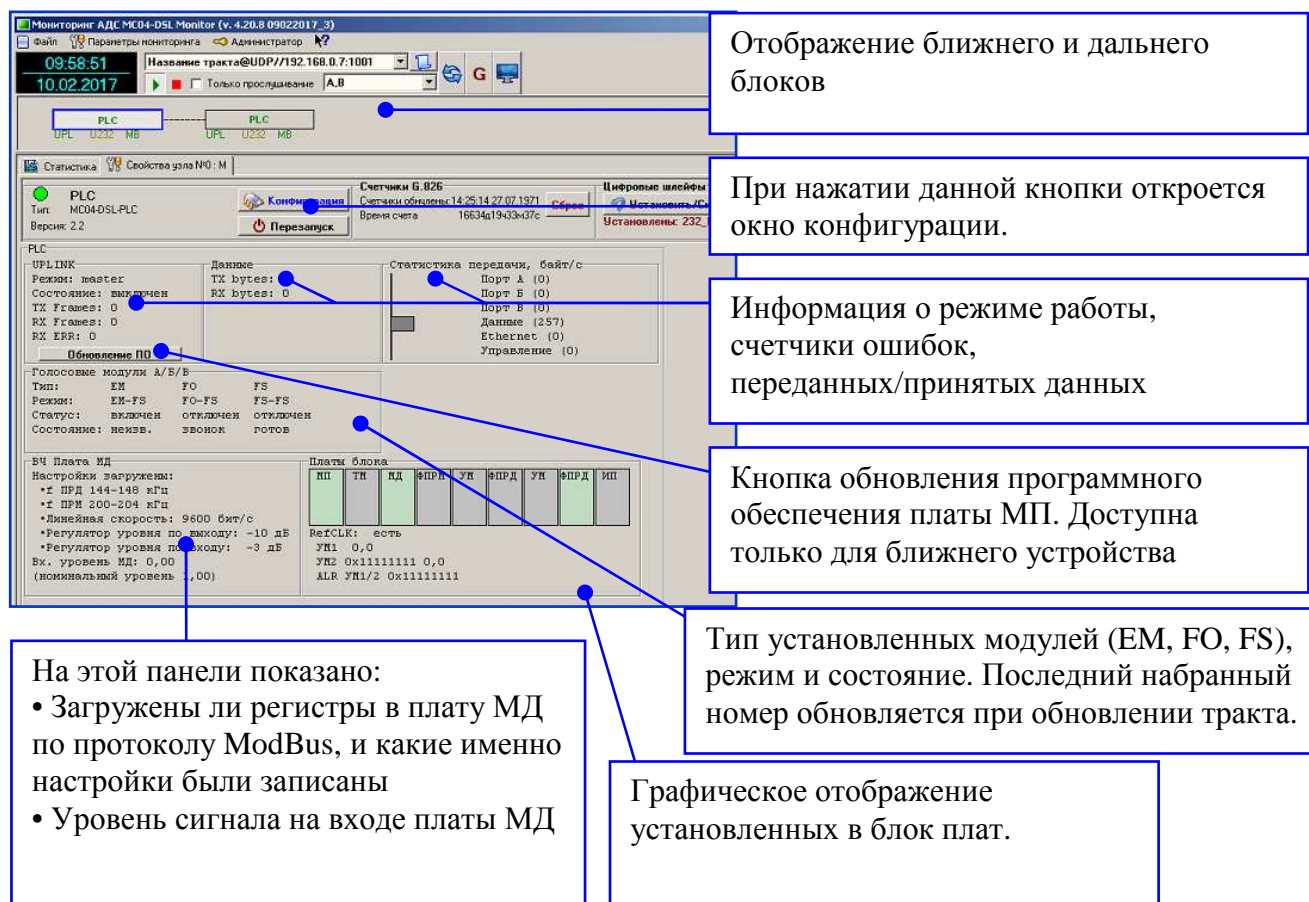 Мониторинг АДС MC04-DSL Monitor (v. 4.20.8 09022017_3)
Файл Параметры мониторинга Администратор
09:58:51
Название тракта@UDP//192.168.0.7:1001
10.02.2017
Только прослушивание A,B
G
PLC PLC
UPL U232 MB UPL U232 MB
Статистика Свойства узла №0 : М
PLC
Тип: MC04-DSL-PLC
Версия: 2.2
Конфигурация
Перезапуск
Счетчики G.826
Счетчики обнулены: 14:25:14 27.07.1971
Время счета 16634д19ч33м37с
Сброс
Цифровые шлейфы
Установить/Сн
Установлены: 232_
PLC
UPLINK
Режим: master
Состояние: выключен
TX Frames: 0
RX Frames: 0
RX ERR: 0
Обновление ПО
Данные
TX bytes:
RX bytes: 0
Статистика передачи, байт/с
Порт А (0)
Порт Б (0)
Порт В (0)
Данные (257)
Ethernet (0)
Управление (0)
Голосовые модули А/Б/В
Тип: EM FO FS
Режим: EM-FS FO-FS FS-FS
Статус: включен отключен отключен
Состояние: неизв. звонок готов
ВЧ Плата МД
Настройки загружены:
•f ПРД 144-148 кГц
•f ПРМ 200-204 кГц
•Линейная скорость: 9600 бит/с
•Регулятор уровня по выходу: -10 дБ
•Регулятор уровня по входу: -3 дБ
Вх. уровень МД: 0,00
(номинальный уровень 1,00)
Платы блока
МП ТМ МД ФПРМ УМ ФПРД УМ ФПРД ИП
RefCLK: есть
УМ1 0,0
УМ2 0x11111111 0,0
ALR УМ1/2 0x11111111
Отображение ближнего и дальнего
блоков
При нажатии данной кнопки откроется
окно конфигурации.
Информация о режиме работы,
счетчики ошибок,
переданных/принятых данных
Кнопка обновления программного
обеспечения платы МП. Доступна
только для ближнего устройства
Тип установленных модулей (EM, FO, FS),
режим и состояние. Последний набранный
номер обновляется при обновлении тракта.
На этой панели показано:
• Загружены ли регистры в плату МД
по протоколу ModBus, и какие именно
настройки были записаны
• Уровень сигнала на входе платы МД
Графическое отображение
установленных в блок плат.